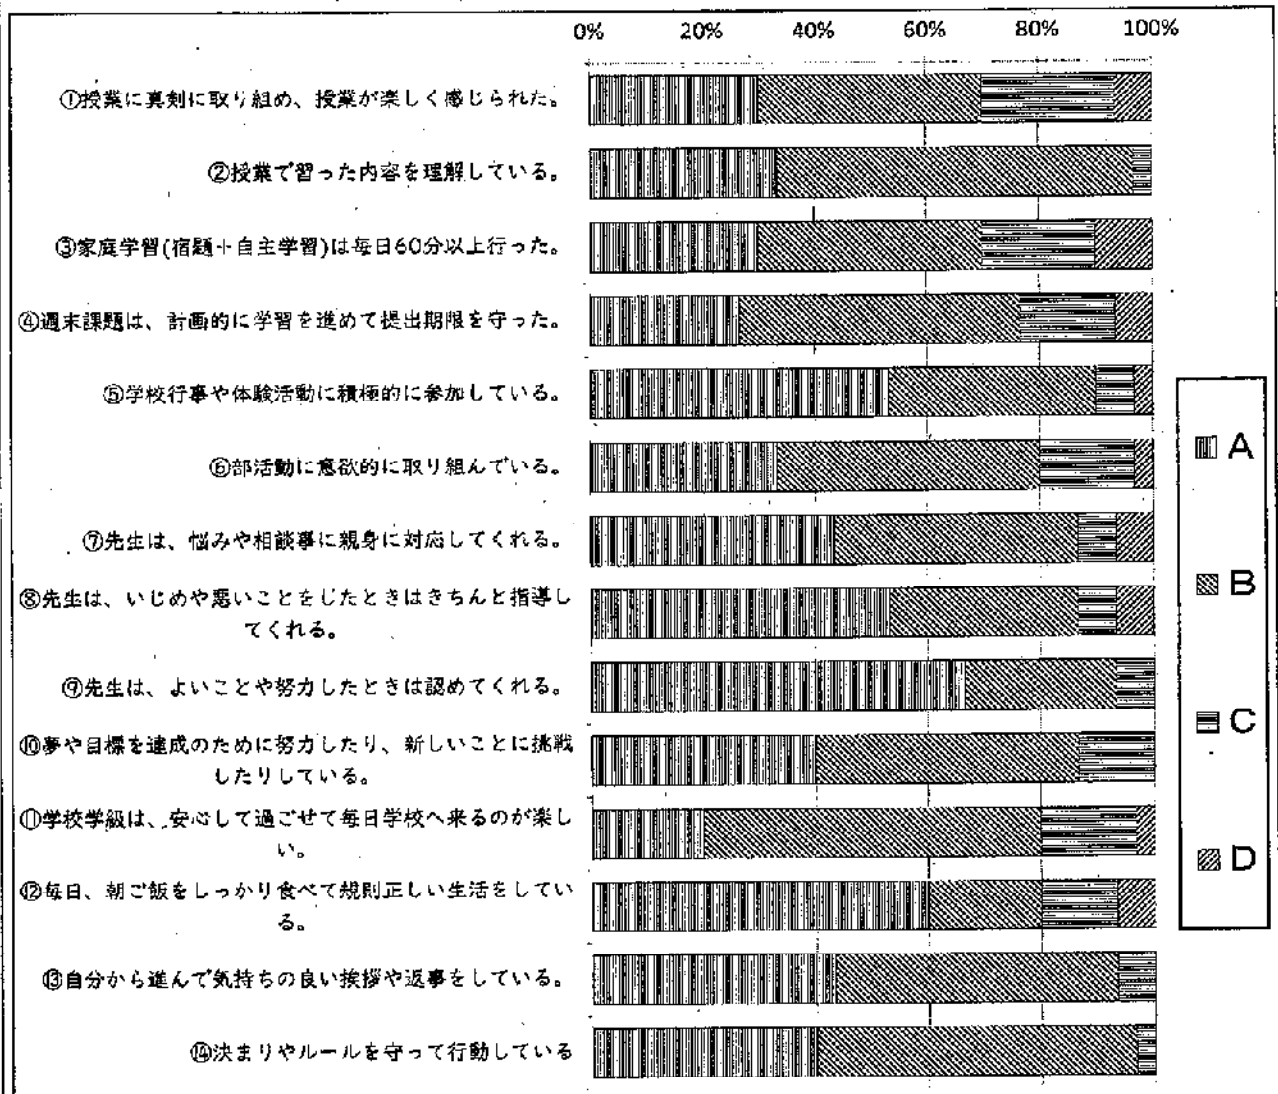 0% 20% 40% 60% 80% 100%
①授業に真剣に取り組め、授業が楽しく感じられた。
②授業で習った内容を理解している。
③家庭学習(宿題+自主学習)は毎日60分以上行った。
④週末課題は、計画的に学習を進めて提出期限を守った。
⑤学校行事や体験活動に積極的に参加している。
⑥部活動に意欲的に取り組んでいる。
⑦先生は、悩みや相談事に親身に対応してくれる。
⑧先生は、いじめや悪いことをしたときはきちんと指導し
てくれる。
⑨先生は、よいことや努力したときは認めてくれる。
⑩夢や目標を達成のために努力したり、新しいことに挑戦
したりしている。
⑪学校学級は、安心して過ごせて毎日学校へ来るのが楽し
い。
⑫毎日、朝ご飯をしっかり食べて規則正しい生活をしてい
る。
⑬自分から進んで気持ちの良い挨拶や返事をしている。
⑭決まりやルールを守って行動している
A
B
C
D